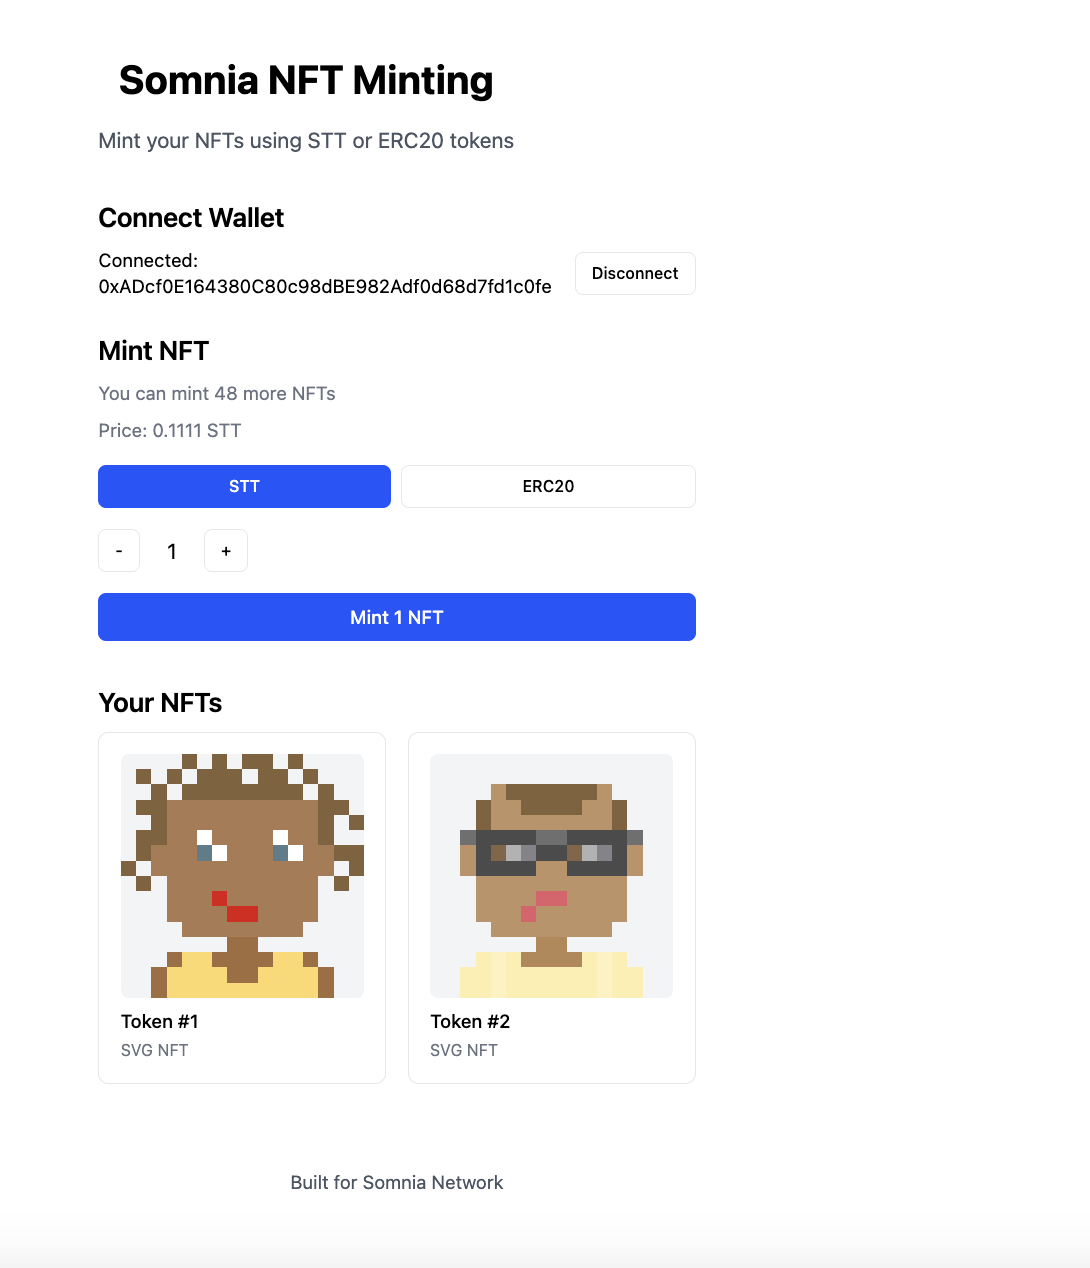 Somnia NFT Minting
Mint your NFTs using STT or ERC20 tokens
Connect Wallet
Connected:
0xADcf0E164380C80c98dBE982Adf0d68d7fd1c0fe
Disconnect
Mint NFT
You can mint 48 more NFTs
Price: 0.1111 STT
STT
ERC20
- 1 +
Mint 1 NFT
Your NFTs
Token #1
SVG NFT
Token #2
SVG NFT
Built for Somnia Network